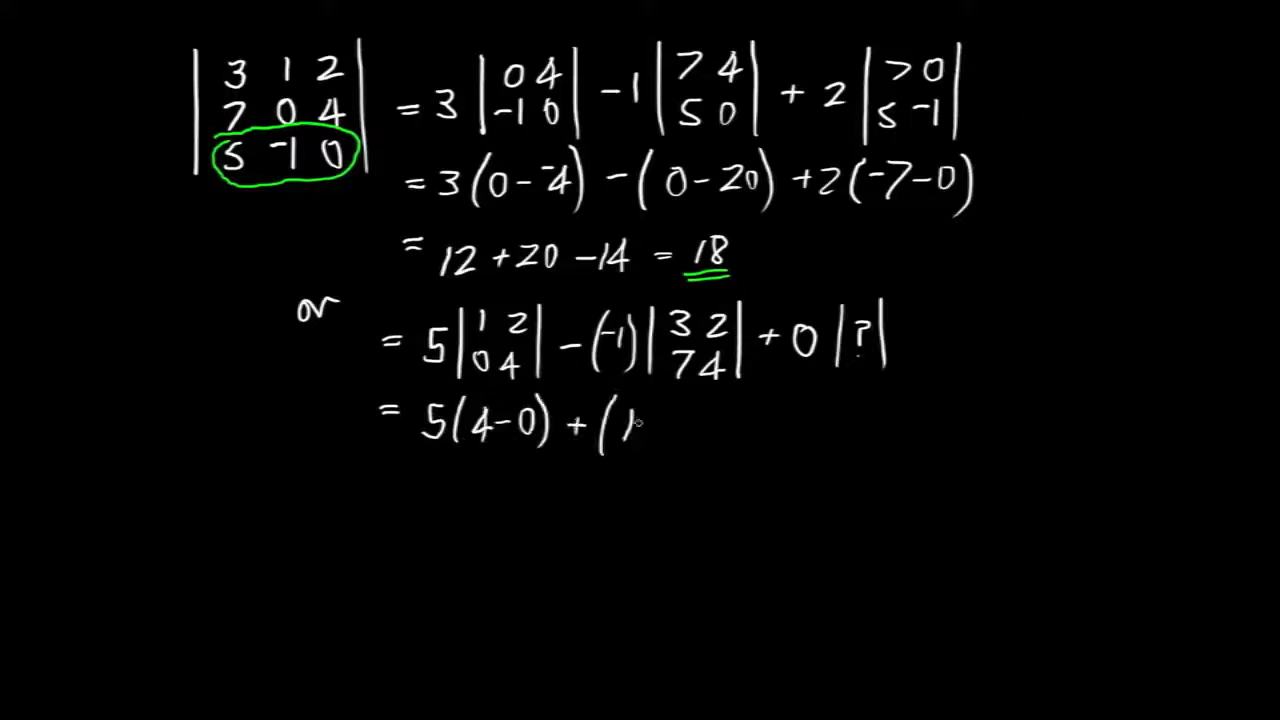 |3 1 2| = 3 |0 4| - 1 |7 4| + 2 |7 0|
|7 0 4| |-1 0| |5 0| |5 -1|
|5 -1 0|
= 3(0 - -4) - (0 - 20) + 2(-7 - 0)
= 12 + 20 - 14 = 18
or
= 5 |1 2| - (-1) |3 2| + 0 |?|
|0 4| |7 4|
= 5(4 - 0) + (1